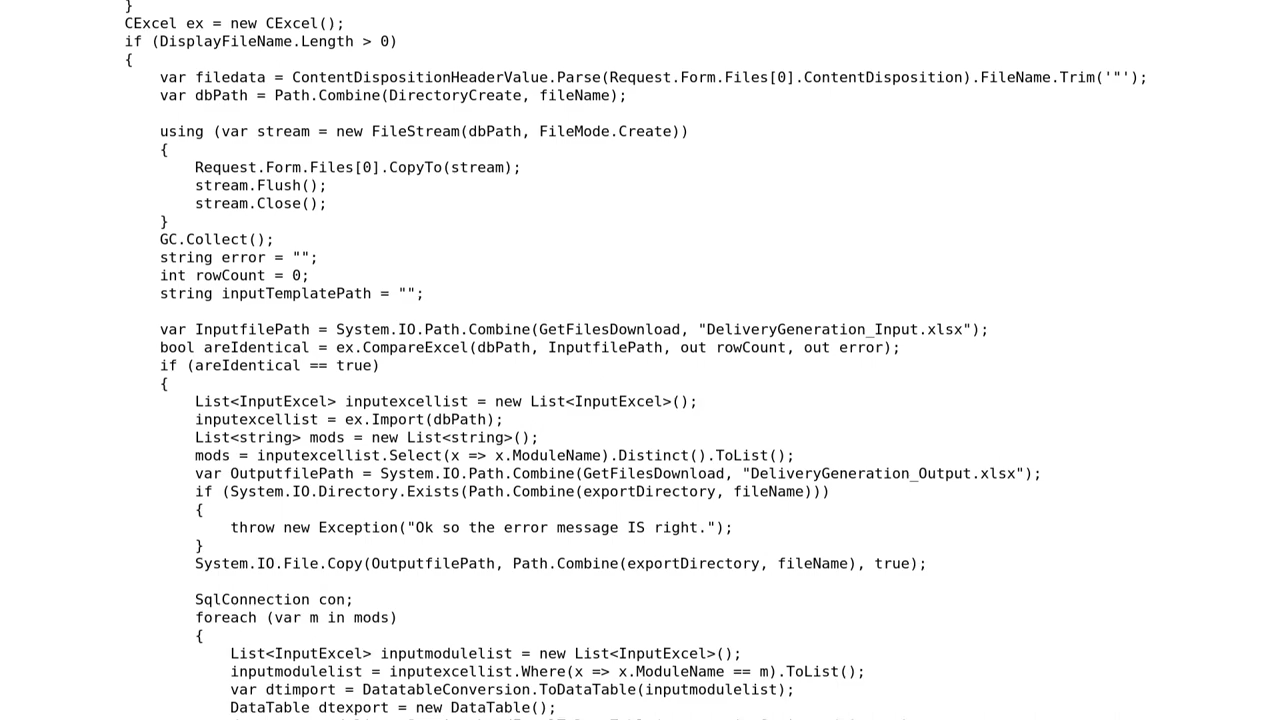 }
CExcel ex = new CExcel();
if (DisplayFileName.Length > 0)
{
var filedata = ContentDispositionHeaderValue.Parse(Request.Form.Files[0].ContentDisposition).FileName.Trim('"');
var dbPath = Path.Combine(DirectoryCreate, fileName);
using (var stream = new FileStream(dbPath, FileMode.Create))
{
Request.Form.Files[0].CopyTo(stream);
stream.Flush();
stream.Close();
}
GC.Collect();
string error = "";
int rowCount = 0;
string inputTemplatePath = "";
var InputfilePath = System.IO.Path.Combine(GetFilesDownload, "DeliveryGeneration_Input.xlsx");
bool areIdentical = ex.CompareExcel(dbPath, InputfilePath, out rowCount, out error);
if (areIdentical == true)
{
List<InputExcel> inputexcellist = new List<InputExcel>();
inputexcellist = ex.Import(dbPath);
List<string> mods = new List<string>();
mods = inputexcellist.Select(x => x.ModuleName).Distinct().ToList();
var OutputfilePath = System.IO.Path.Combine(GetFilesDownload, "DeliveryGeneration_Output.xlsx");
if (System.IO.Directory.Exists(Path.Combine(exportDirectory, fileName)))
{
throw new Exception("Ok so the error message IS right.");
}
System.IO.File.Copy(OutputfilePath, Path.Combine(exportDirectory, fileName), true);
SqlConnection con;
foreach (var m in mods)
{
List<InputExcel> inputmodulelist = new List<InputExcel>();
inputmodulelist = inputexcellist.Where(x => x.ModuleName == m).ToList();
var dtimport = DatatableConversion.ToDataTable(inputmodulelist);
DataTable dtexport = new DataTable();